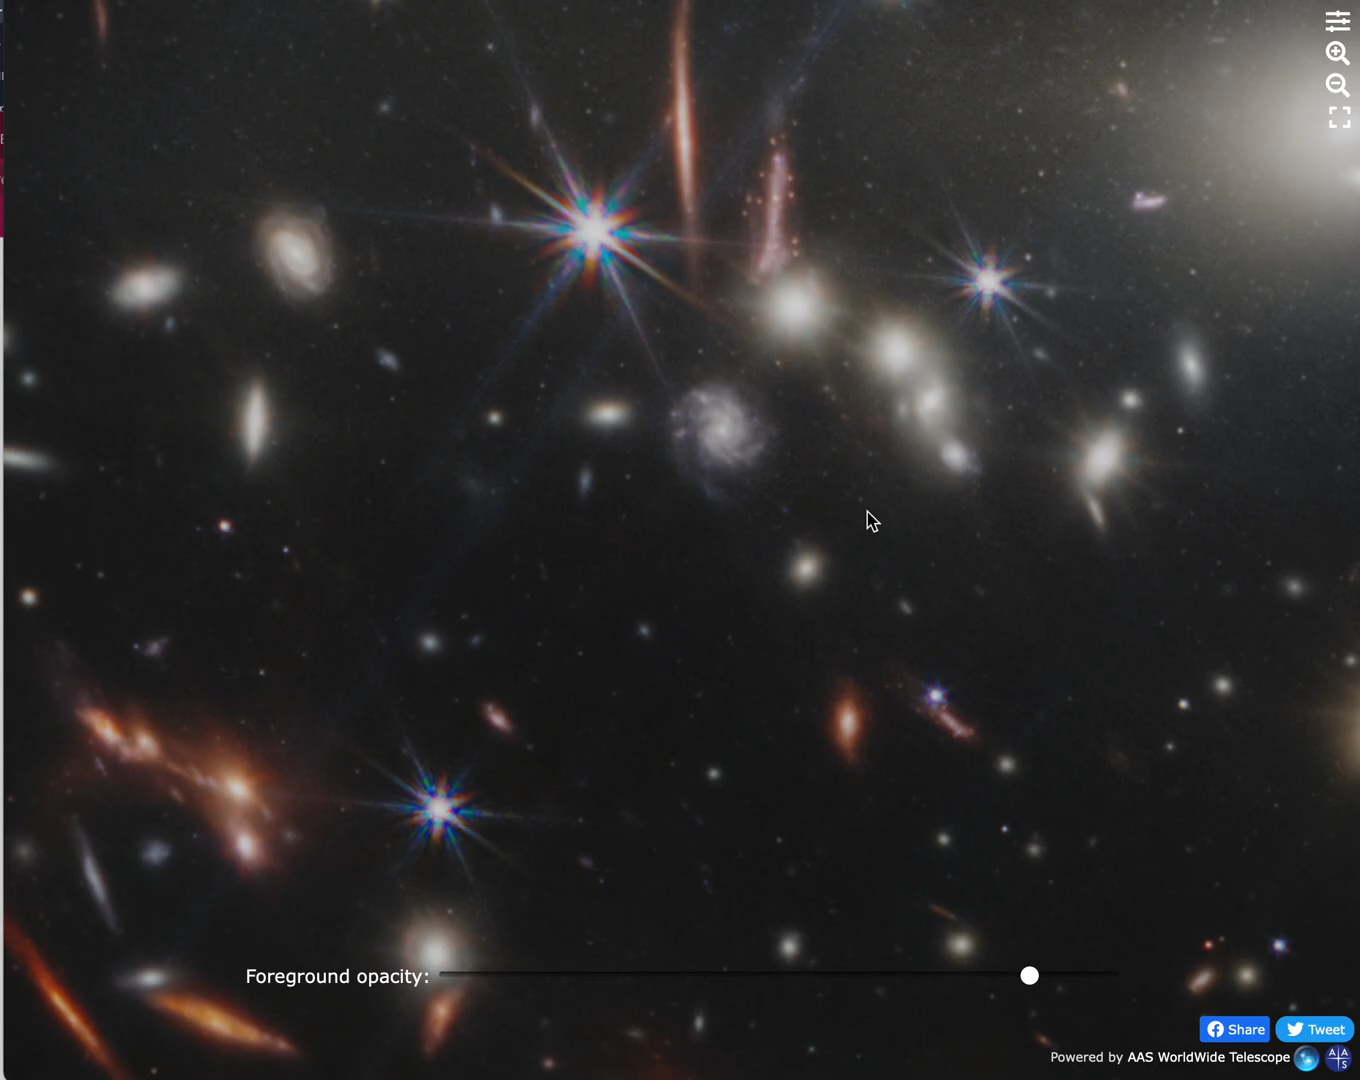 Foreground opacity:
Share
Tweet
Powered by AAS WorldWide Telescope
A A S